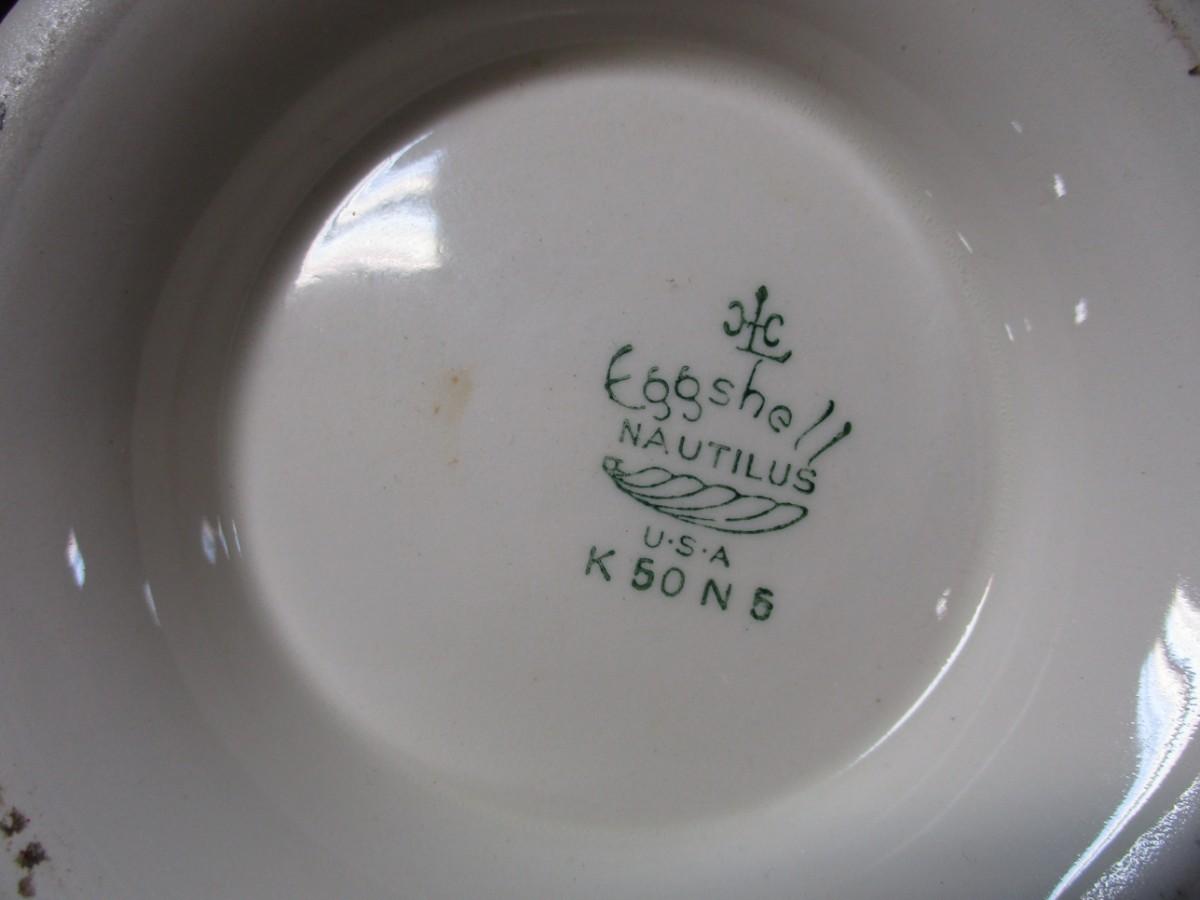 HLC
Eggshell
NAUTILUS
U·S·A
K 50 N 5